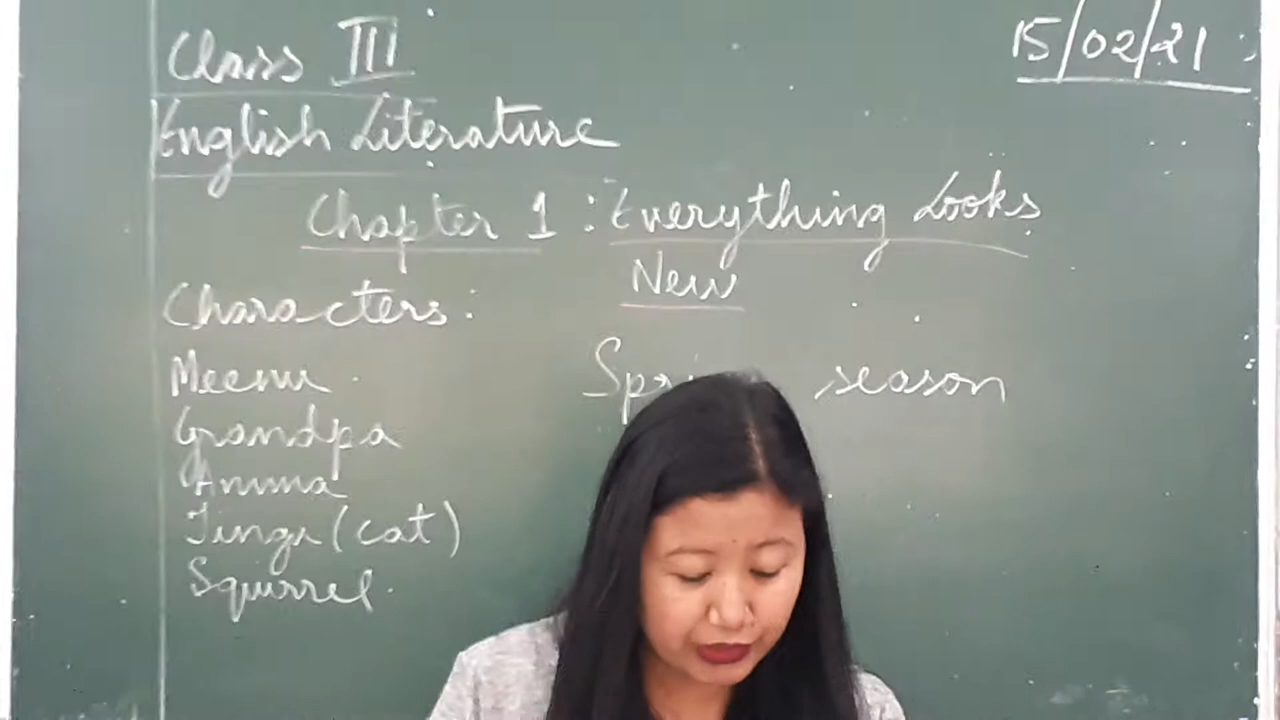 Class III
15/02/21
English Literature
Chapter 1 : Everything Looks
New
Characters :
Meenu
season
Grandpa
Amma
(cat)
Squirrel